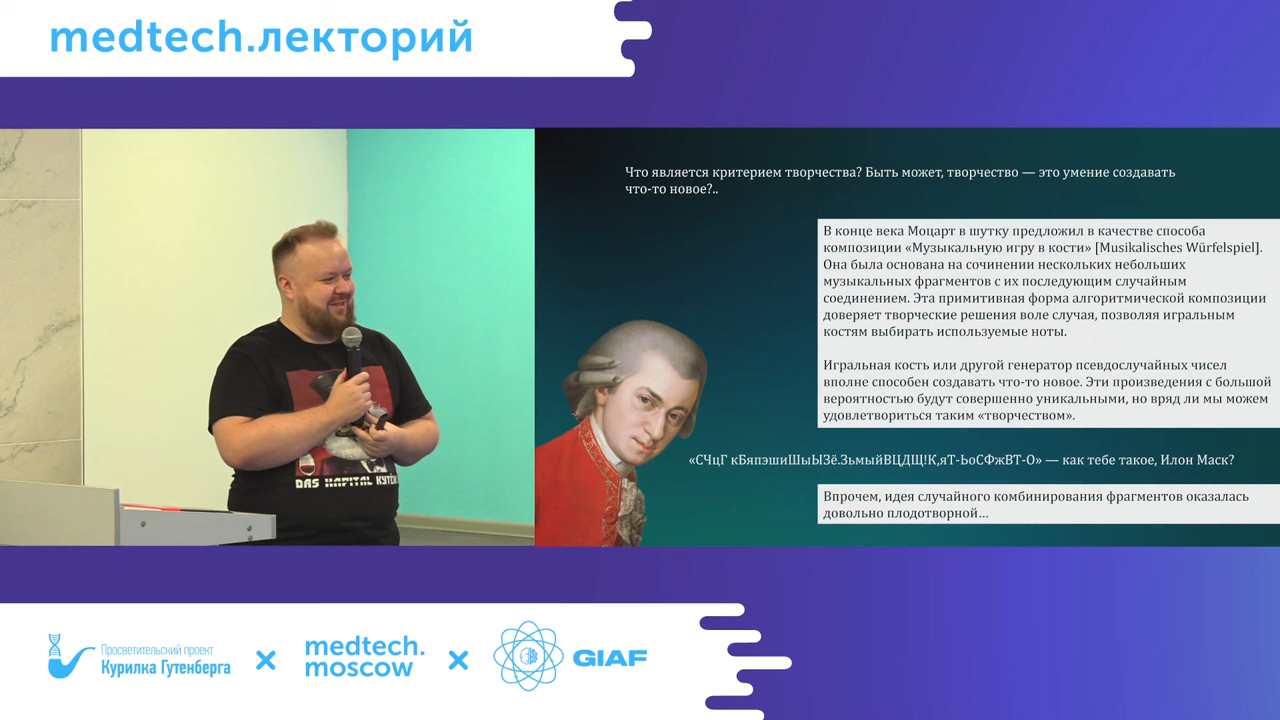 medtech.лекторий
Что является критерием творчества? Быть может, творчество — это умение создавать
что-то новое?..
В конце века Моцарт в шутку предложил в качестве способа
композиции «Музыкальную игру в кости» [Musikalisches Würfelspiel].
Она была основана на сочинении нескольких небольших
музыкальных фрагментов с их последующим случайным
соединением. Эта примитивная форма алгоритмической композиции
доверяет творческие решения воле случая, позволяя игральным
костям выбирать используемые ноты.
Игральная кость или другой генератор псевдослучайных чисел
вполне способен создавать что-то новое. Эти произведения с большой
вероятностью будут совершенно уникальными, но вряд ли мы можем
удовлетвориться таким «творчеством».
«СЧцГ кБяпэшиШыЫЗё.ЗьмыйВЦДЩ!К,яТ-ЬоСФжВТ-О» — как тебе такое, Илон Маск?
Впрочем, идея случайного комбинирования фрагментов оказалась
довольно плодотворной...
DAS KAPITAL
Просветительский проект
Курилка Гутенберга
medtech.
moscow
GIAF